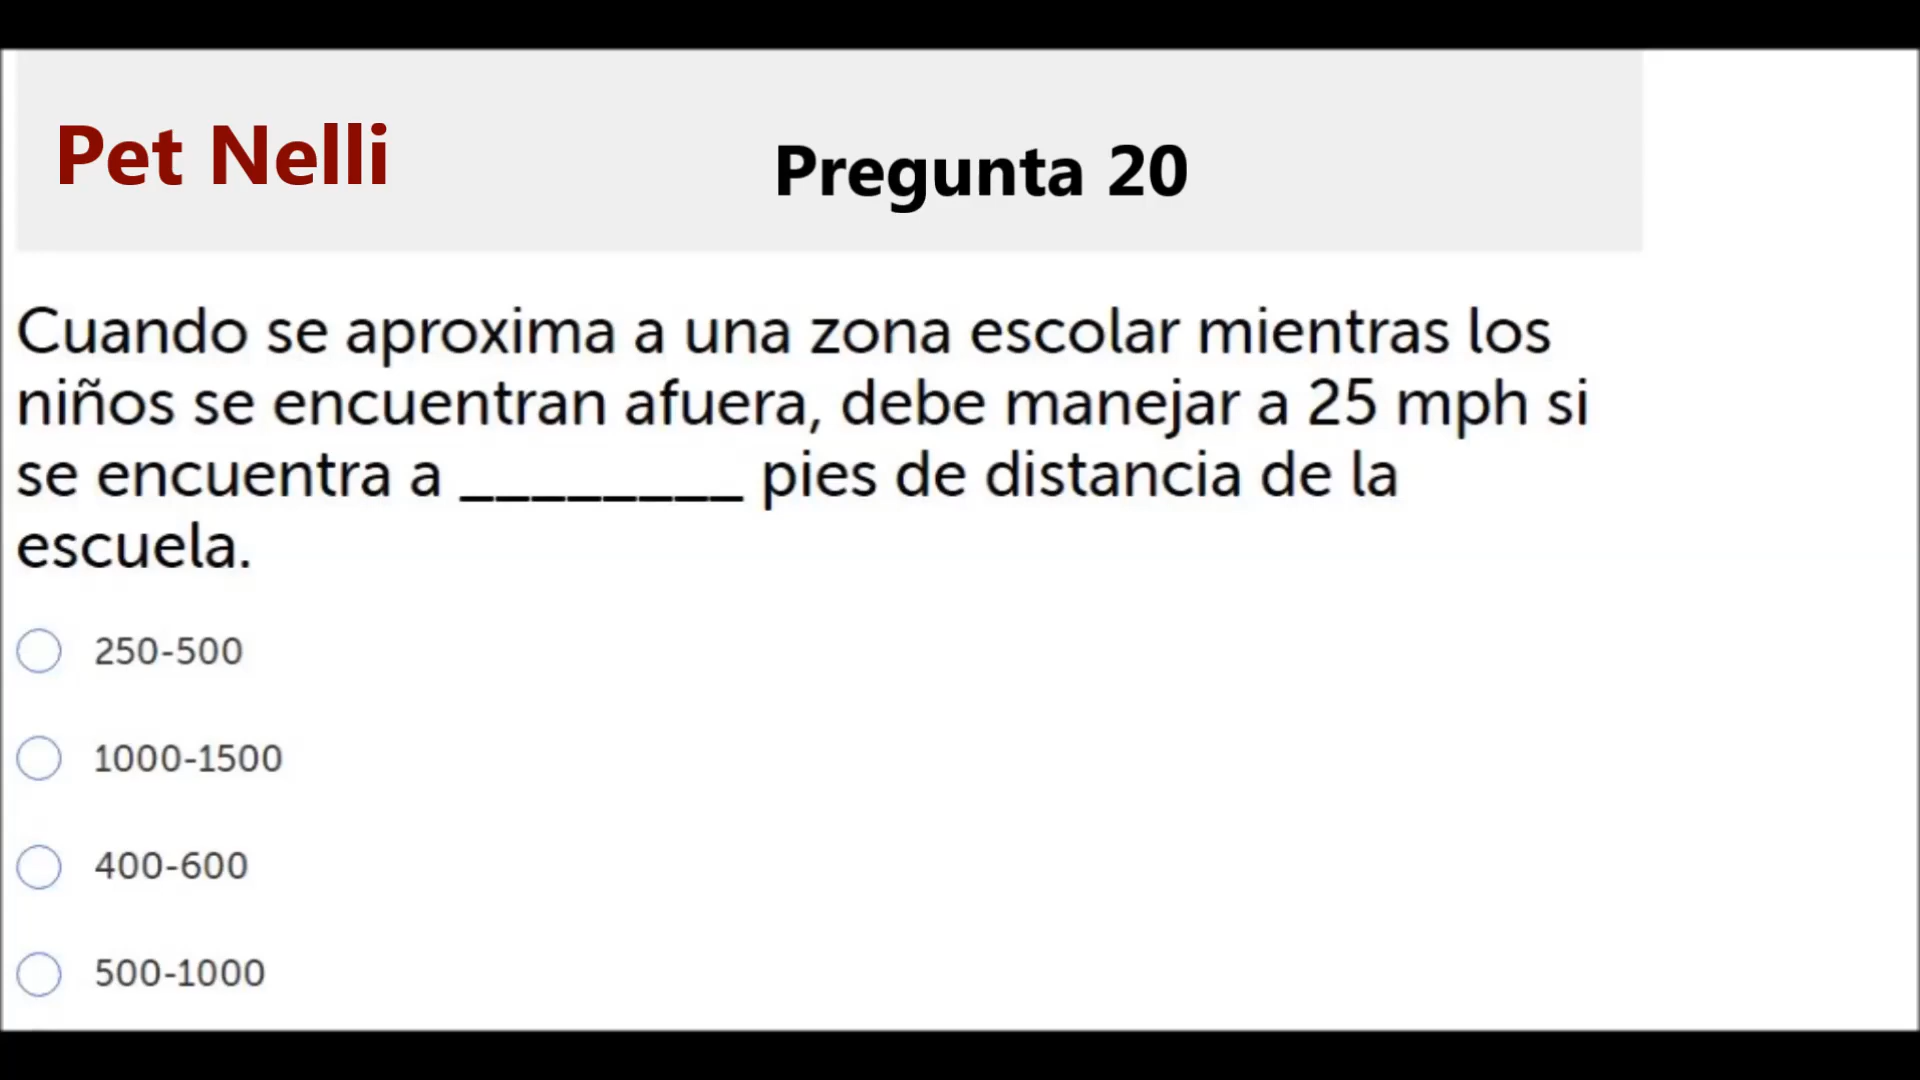 Pet Nelli
Pregunta 20
Cuando se aproxima a una zona escolar mientras los
niños se encuentran afuera, debe manejar a 25 mph si
se encuentra a ________ pies de distancia de la
escuela.
250-500
1000-1500
400-600
500-1000